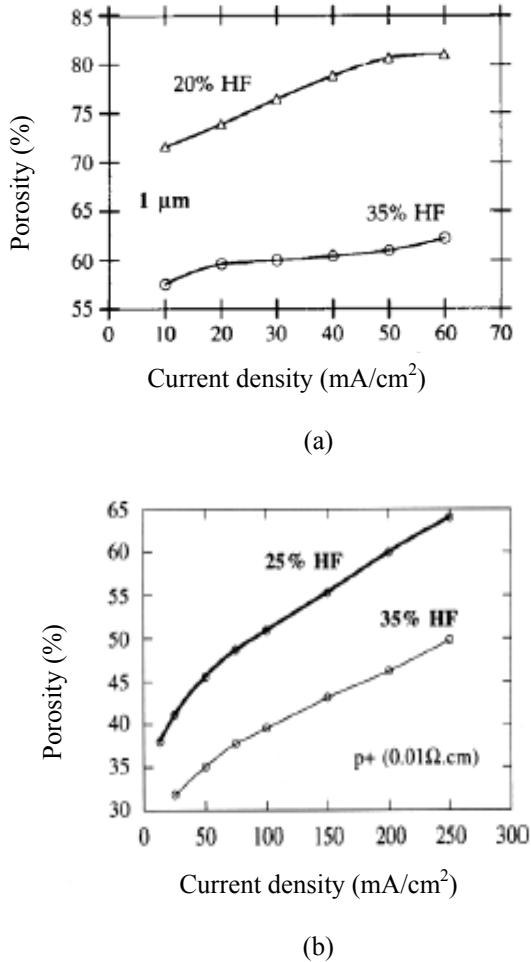 85
80
75
70
65
60
55
20% HF
1 µm
35% HF
Porosity (%)
0 10 20 30 40 50 60 70
Current density (mA/cm²)
(a)
65
60
55
50
45
40
35
30
25% HF
35% HF
p+ (0.01Ω.cm)
Porosity (%)
0 50 100 150 200 250 300
Current density (mA/cm²)
(b)